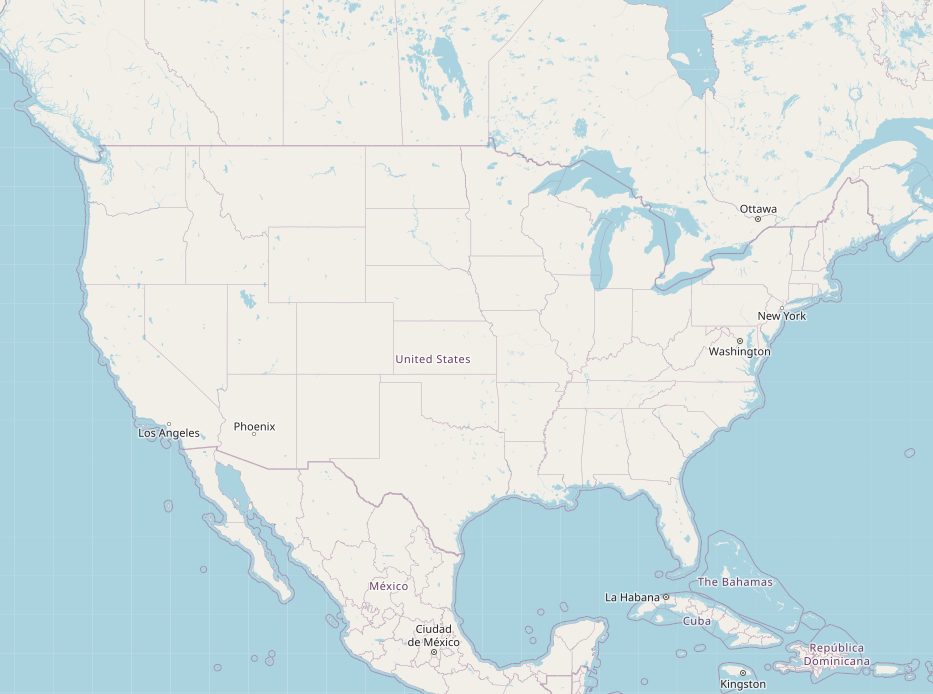 Ottawa
New York
Washington
United States
Phoenix
Los Angeles
The Bahamas
México
La Habana
Cuba
Ciudad
de México
República
Dominicana
Kingston